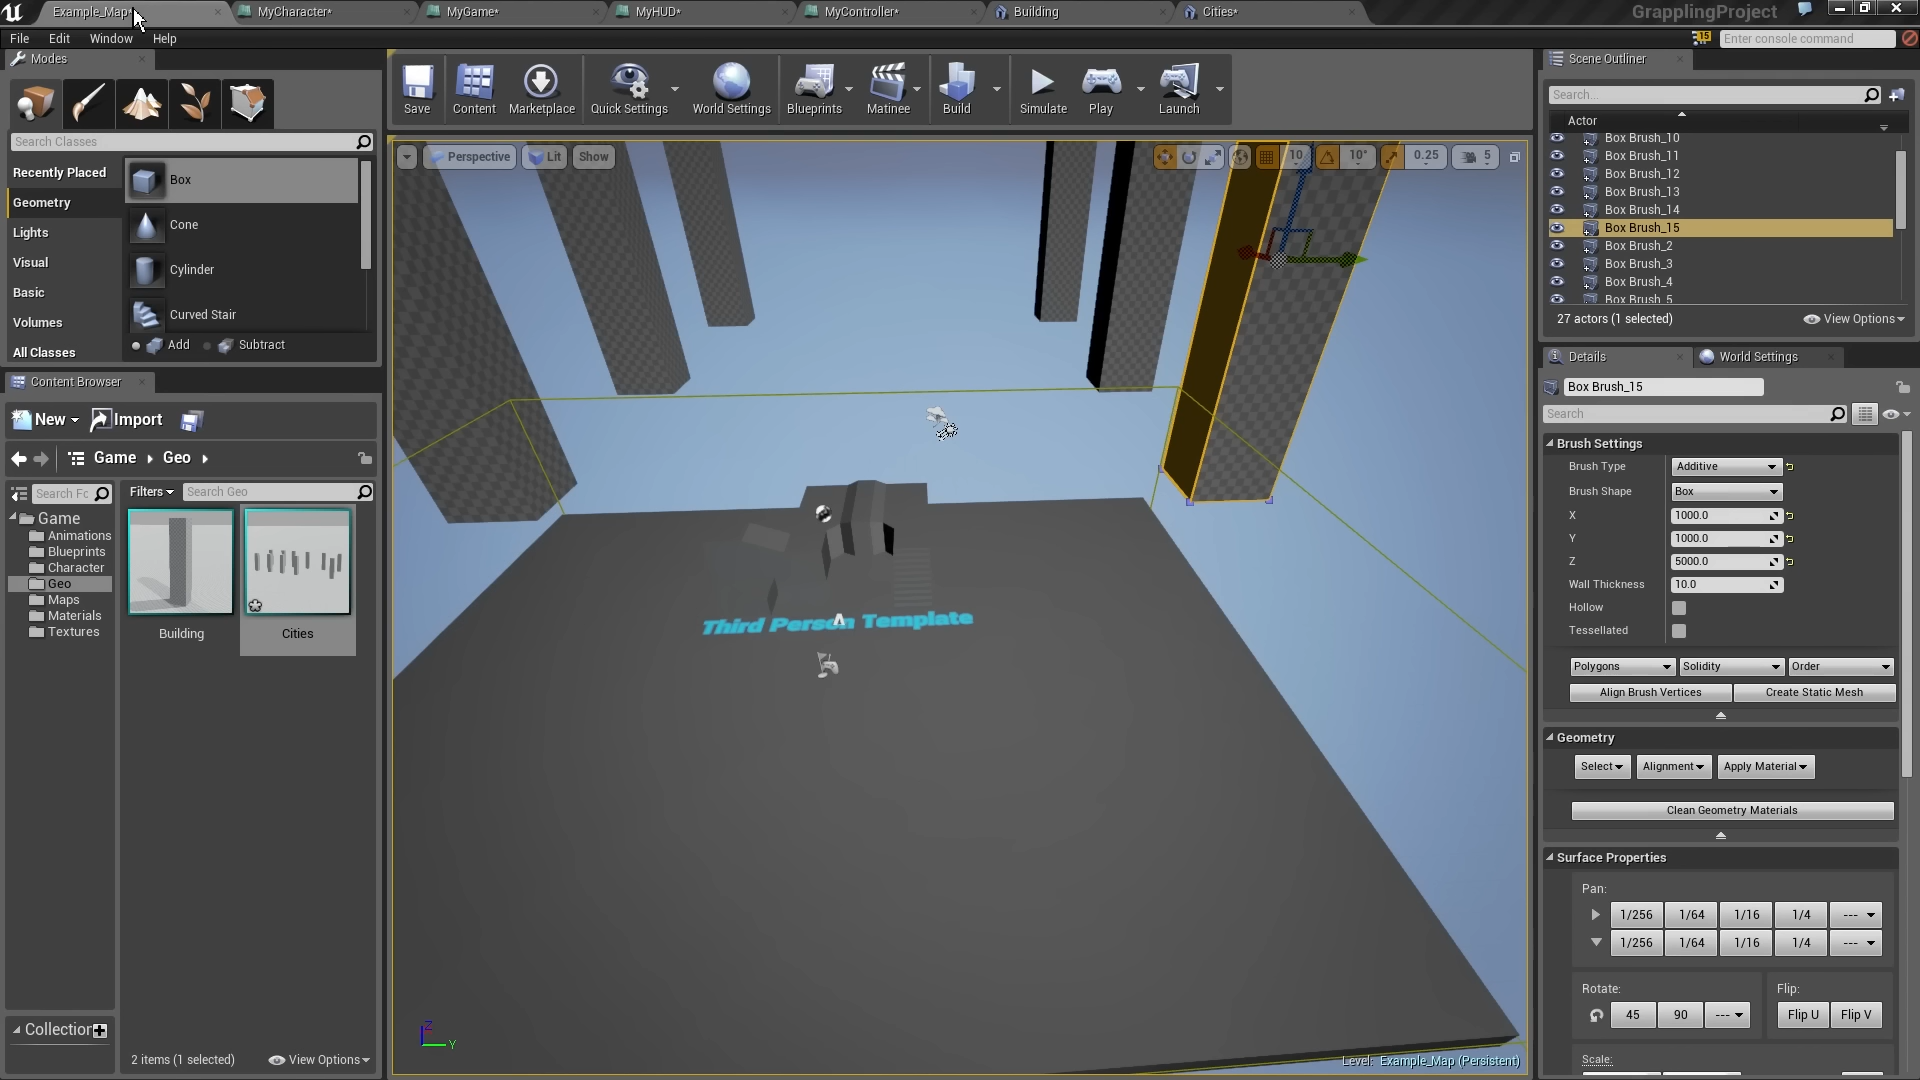 Example_Map*
MyCharacter*
MyGame*
MyHUD*
MyController*
Building
Cities*
GrapplingProject
File
Edit
Window
Help
15
Enter console command
Modes
Search Classes
Recently Placed
Geometry
Lights
Visual
Basic
Volumes
All Classes
Box
Cone
Cylinder
Curved Stair
Add
Subtract
Save
Content
Marketplace
Quick Settings
World Settings
Blueprints
Matinee
Build
Simulate
Play
Launch
Perspective
Lit
Show
10
10°
0.25
5
Third Person Template
Z
Y
Level: Example_Map (Persistent)
Content Browser
New
Import
Game
Geo
Search Fc
Filters
Search Geo
Game
Animations
Blueprints
Character
Geo
Maps
Materials
Textures
Building
Cities
Collection
2 items (1 selected)
View Options
Scene Outliner
Search...
Actor
Box Brush_10
Box Brush_11
Box Brush_12
Box Brush_13
Box Brush_14
Box Brush_15
Box Brush_2
Box Brush_3
Box Brush_4
Box Brush_5
27 actors (1 selected)
View Options
Details
World Settings
Box Brush_15
Search
Brush Settings
Brush Type Additive
Brush Shape Box
X 1000.0
Y 1000.0
Z 5000.0
Wall Thickness 10.0
Hollow
Tessellated
Polygons Solidity Order
Align Brush Vertices Create Static Mesh
Geometry
Select Alignment Apply Material
Clean Geometry Materials
Surface Properties
Pan:
1/256 1/64 1/16 1/4 ---
1/256 1/64 1/16 1/4 ---
Rotate: Flip:
45 90 --- Flip U Flip V
Scale: